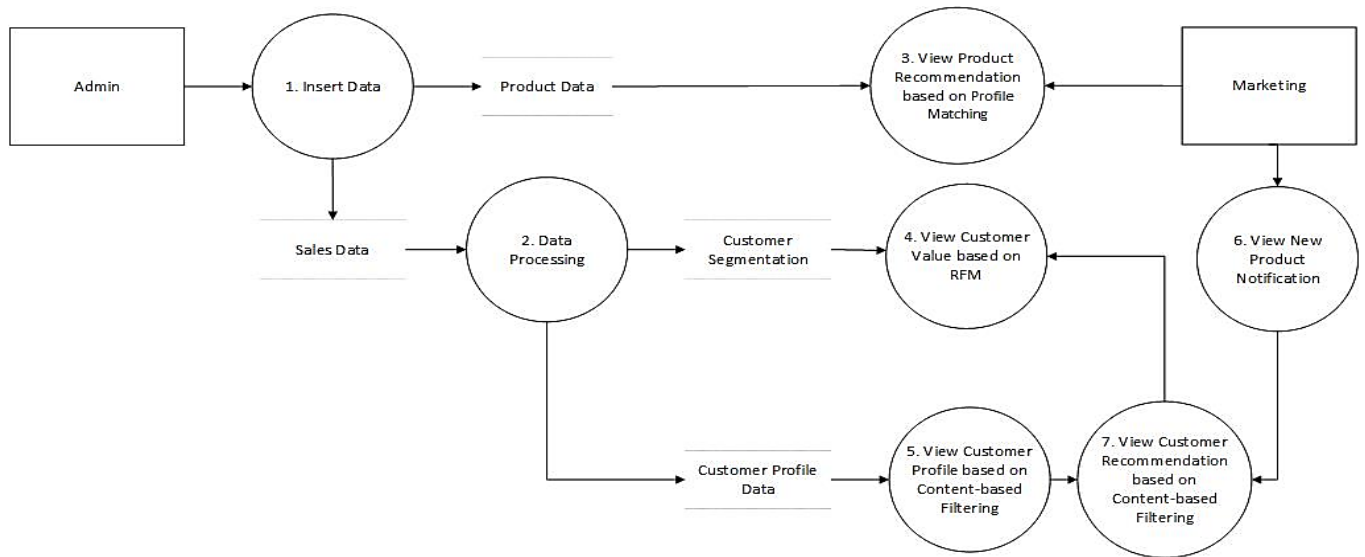 Admin
1. Insert Data
Product Data
3. View Product
Recommendation
based on Profile
Matching
Marketing
Sales Data
2. Data
Processing
Customer
Segmentation
4. View Customer
Value based on
RFM
6. View New
Product
Notification
Customer Profile
Data
5. View Customer
Profile based on
Content-based
Filtering
7. View Customer
Recommendation
based on
Content-based
Filtering